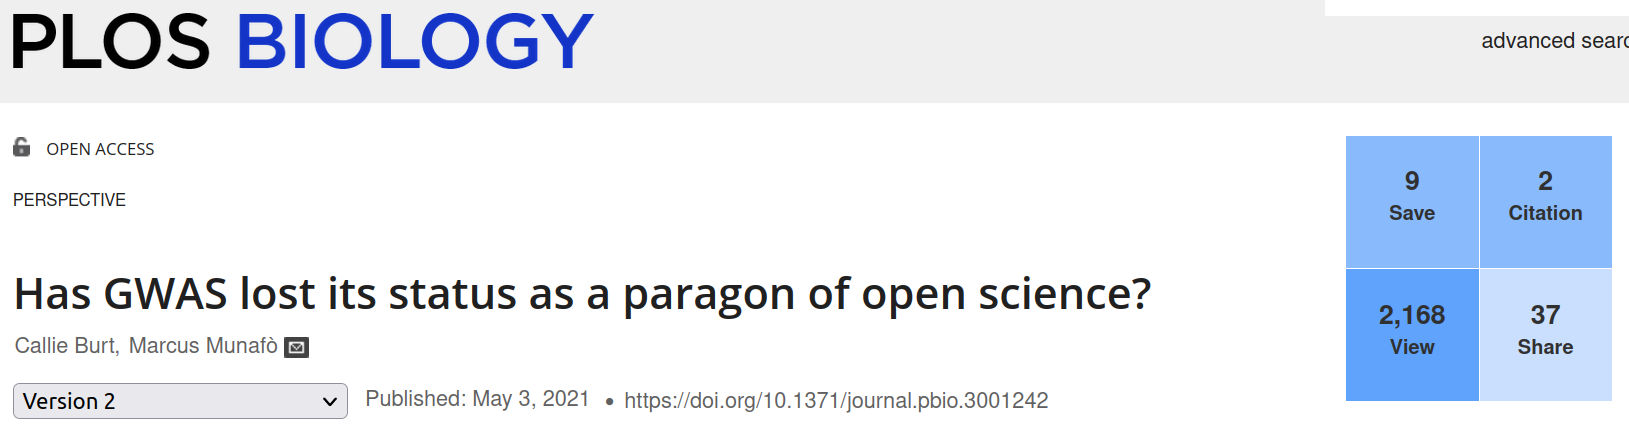 PLOS BIOLOGY
advanced sear
OPEN ACCESS
PERSPECTIVE
9
Save
2
Citation
Has GWAS lost its status as a paragon of open science?
Callie Burt, Marcus Munafò
2,168
View
37
Share
Version 2
Published: May 3, 2021 • https://doi.org/10.1371/journal.pbio.3001242